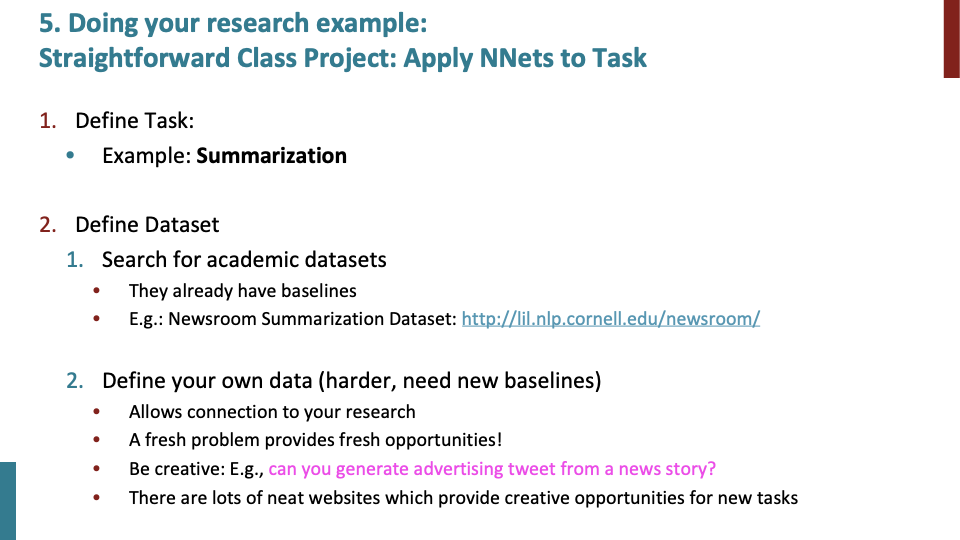 5. Doing your research example:
Straightforward Class Project: Apply NNets to Task
1. Define Task:
• Example: Summarization
2. Define Dataset
1. Search for academic datasets
• They already have baselines
• E.g.: Newsroom Summarization Dataset: http://lil.nlp.cornell.edu/newsroom/
2. Define your own data (harder, need new baselines)
• Allows connection to your research
• A fresh problem provides fresh opportunities!
• Be creative: E.g., can you generate advertising tweet from a news story?
• There are lots of neat websites which provide creative opportunities for new tasks